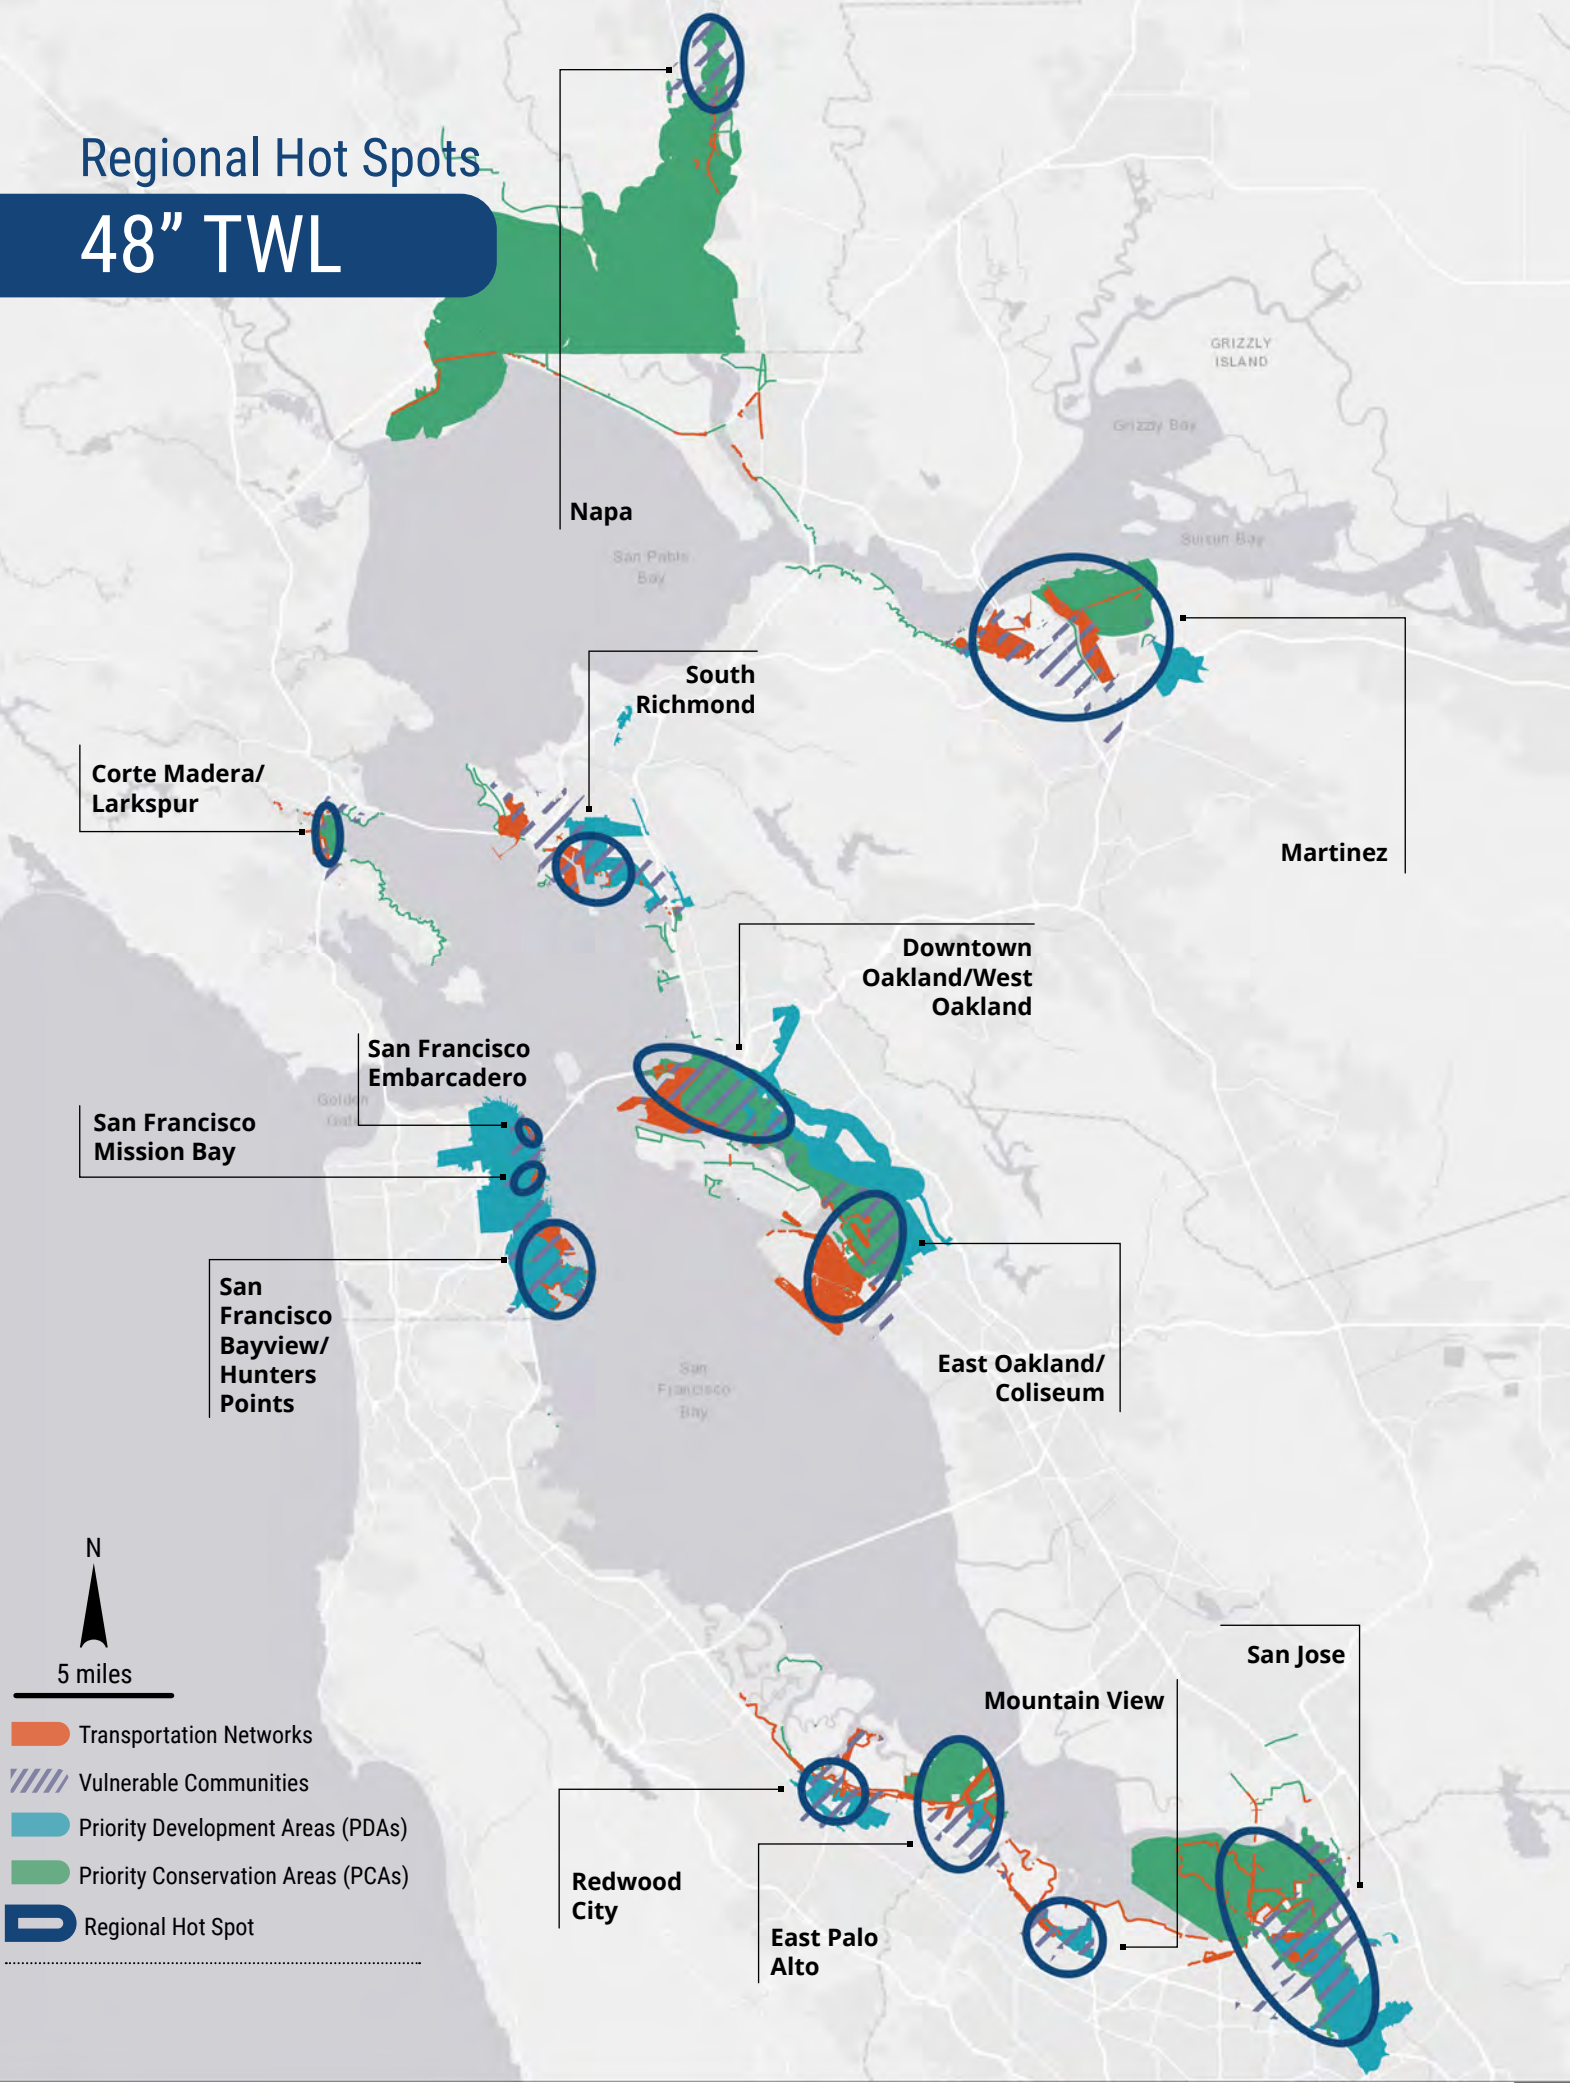 Regional Hot Spots
48” TWL
GRIZZLY
ISLAND
Grizzly Bay
Napa
San Pablo
Bay
Suisun Bay
South
Richmond
Corte Madera/
Larkspur
Martinez
Downtown
Oakland/West
Oakland
San Francisco
Embarcadero
Golden
Gate
San Francisco
Mission Bay
San
Francisco
Bayview/
Hunters
Points
East Oakland/
Coliseum
San
Francisco
Bay
N
5 miles
San Jose
Mountain View
Redwood
City
East Palo
Alto
Transportation Networks
Vulnerable Communities
Priority Development Areas (PDAs)
Priority Conservation Areas (PCAs)
Regional Hot Spot